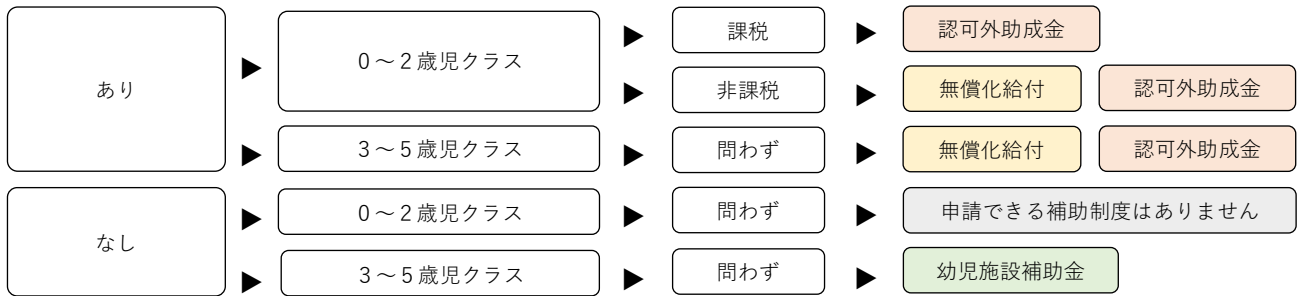 あり
▶
0～2歳児クラス
▶
課税
▶
認可外助成金
▶
非課税
▶
無償化給付
認可外助成金
▶
3～5歳児クラス
▶
問わず
▶
無償化給付
認可外助成金
なし
▶
0～2歳児クラス
▶
問わず
▶
申請できる補助制度はありません
▶
3～5歳児クラス
▶
問わず
▶
幼児施設補助金